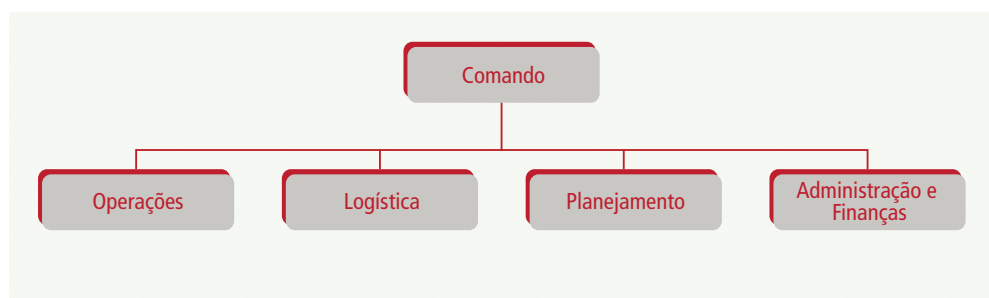 Comando
Operações
Logística
Planejamento
Administração e
Finanças